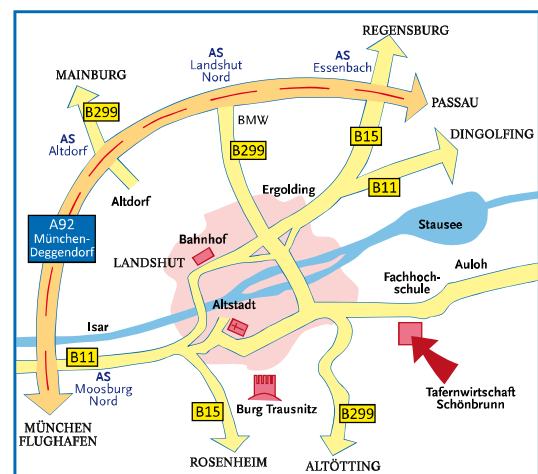 REGENSBURG
AS
Landshut
Nord
AS
Essenbach
MAINBURG
B299
PASSAU
AS
Altdorf
BMW
B15
DINGOLFING
B299
B11
Altdorf
Ergolding
A92
München-
Deggendorf
Bahnhof
Stausee
LANDSHUT
Fachhoch-
schule
Auloh
Altstadt
Isar
B11
AS
Moosburg
Nord
Tafernwirtschaft
Schönbrunn
B15
Burg Trausnitz
B299
MÜNCHEN
FLUGHAFEN
ROSENHEIM
ALTÖTTING